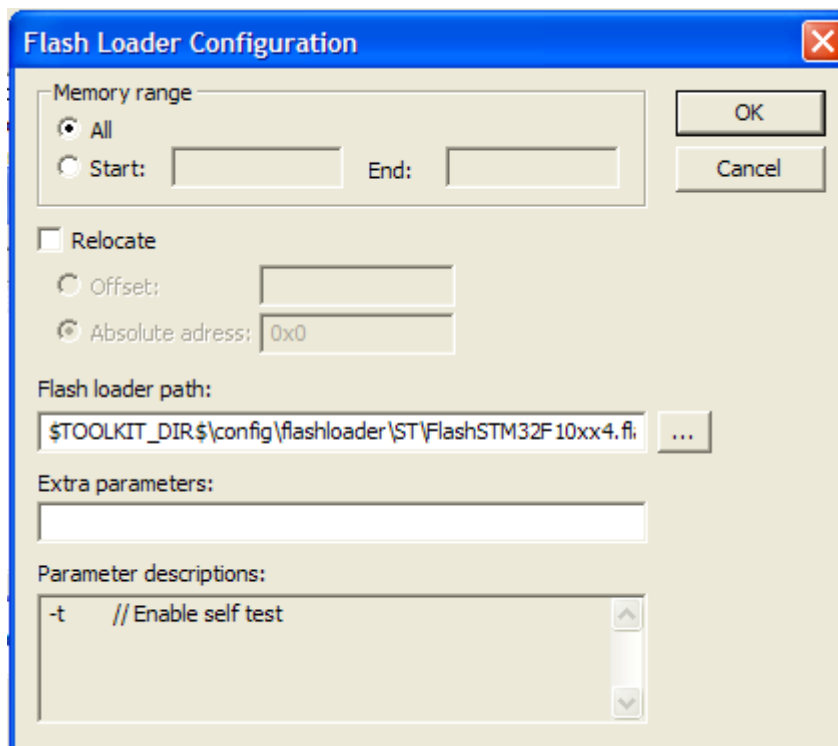 Flash Loader Configuration
Memory range
All
Start:
End:
OK
Cancel
Relocate
Offset:
Absolute adress: 0x0
Flash loader path:
$TOOLKIT_DIR$\config\flashloader\ST\FlashSTM32F10xx4.fl
...
Extra parameters:
Parameter descriptions:
-t // Enable self test